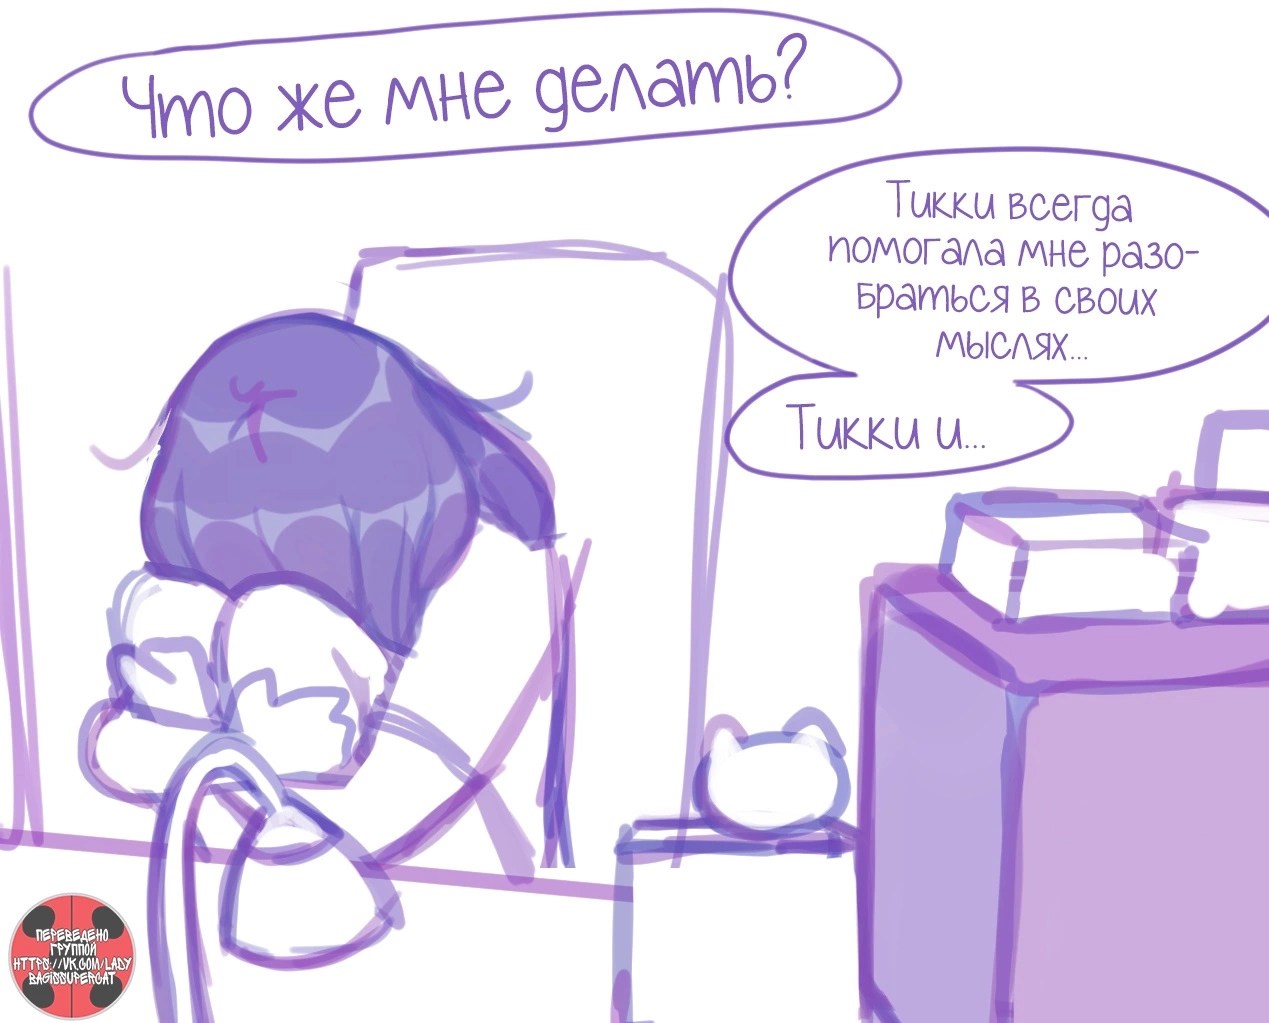 Что же мне делать?
Тикки всегда
помогала мне разо-
браться в своих
мыслях...
Тикки и...
ПЕРЕВЕДЕНО
ГРУППОЙ
HTTPS://VK.COM/LADY
BAGISSUPERCAT